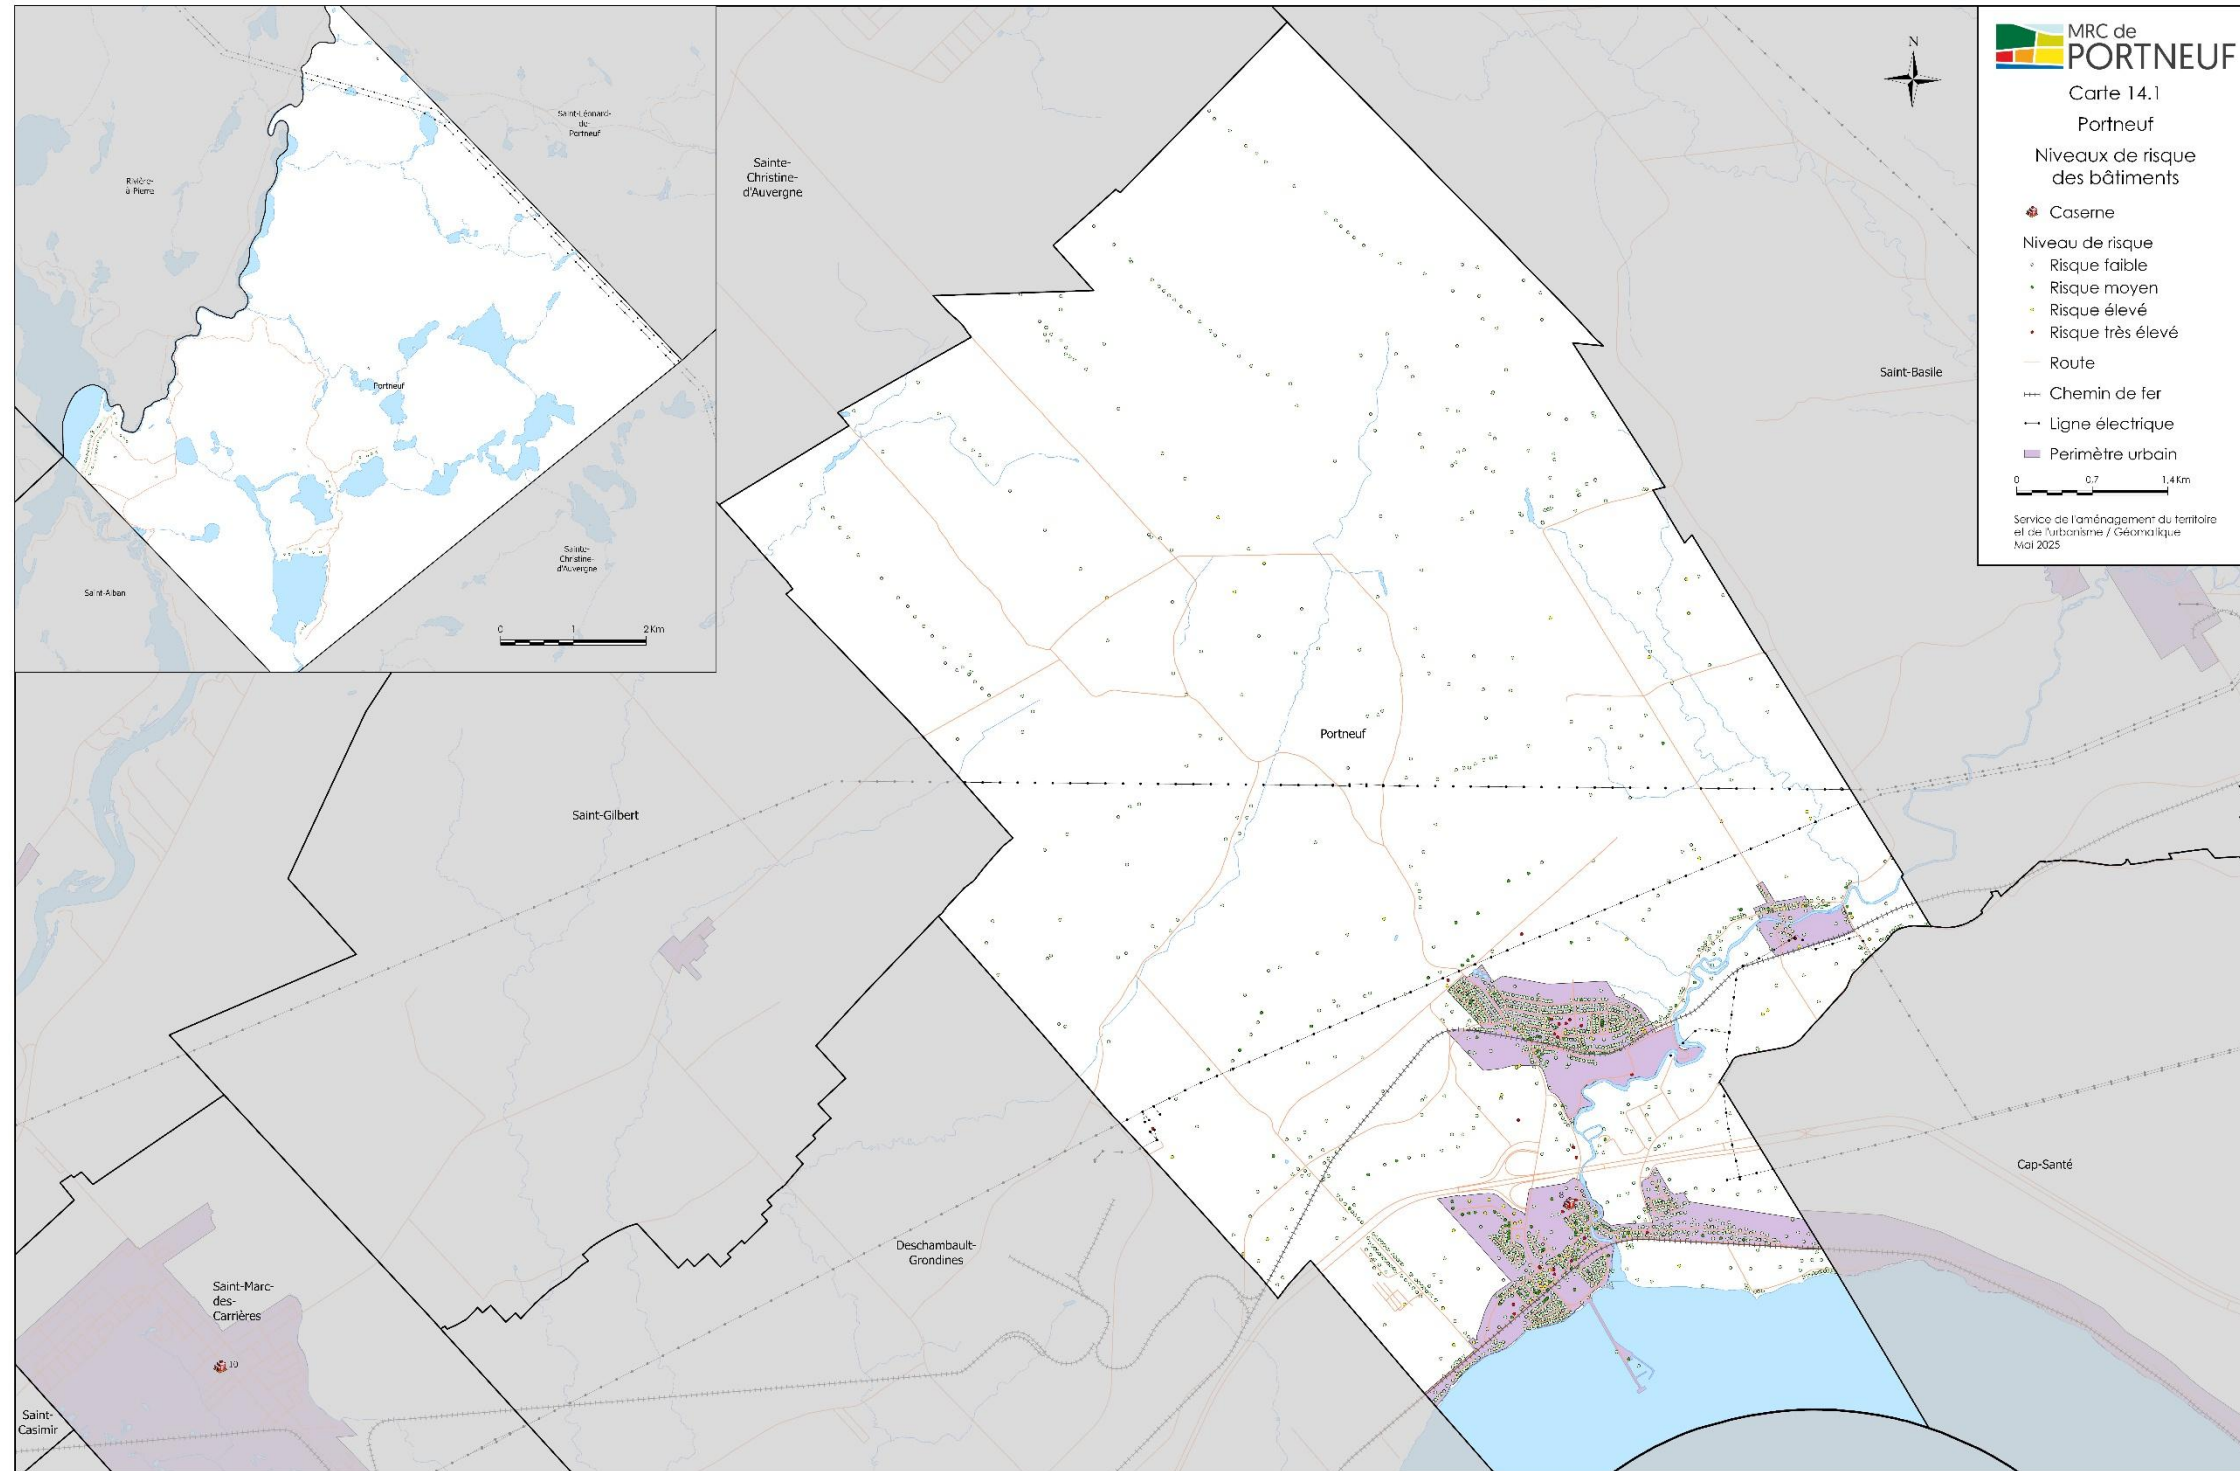 MRC de
PORTNEUF
Carte 14.1
Portneuf
Niveaux de risque
des bâtiments
Caserne
Niveau de risque
Risque faible
Risque moyen
Risque élevé
Risque très élevé
Route
Chemin de fer
Ligne électrique
Perimètre urbain
0 0,7 1,4 Km
Service de l'aménagement du territoire
et de l'urbanisme / Géomatique
Mai 2025
N
Saint-Léonard-
de-
Portneuf
Rivière-
à Pierre
Portneuf
Sainte-
Christine-
d'Auvergne
Saint-Alban
0 1 2 Km
Sainte-
Christine-
d'Auvergne
Saint-Basile
Portneuf
Saint-Gilbert
Cap-Santé
8
Deschambault-
Grondines
Saint-Marc-
des-
Carrières
10
Saint-
Casimir